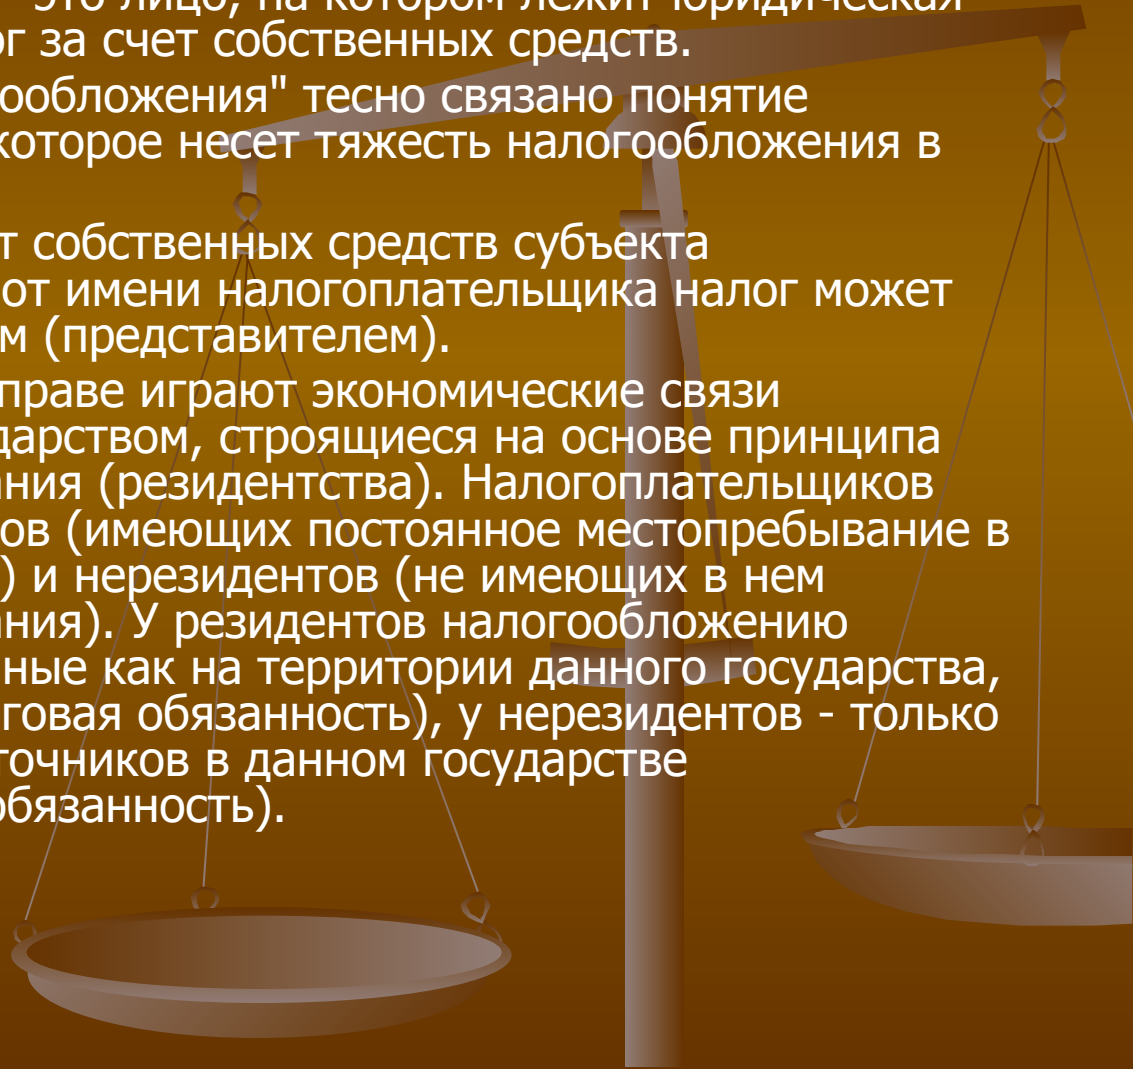 это лицо, на котором лежит юридическая
ог за счет собственных средств.
ообложения" тесно связано понятие
которое несет тяжесть налогообложения в
т собственных средств субъекта
от имени налогоплательщика налог может
м (представителем).
праве играют экономические связи
дарством, строящиеся на основе принципа
ния (резидентства). Налогоплательщиков
ов (имеющих постоянное местопребывание в
) и нерезидентов (не имеющих в нем
ания). У резидентов налогообложению
ные как на территории данного государства,
говая обязанность), у нерезидентов - только
точников в данном государстве
обязанность).